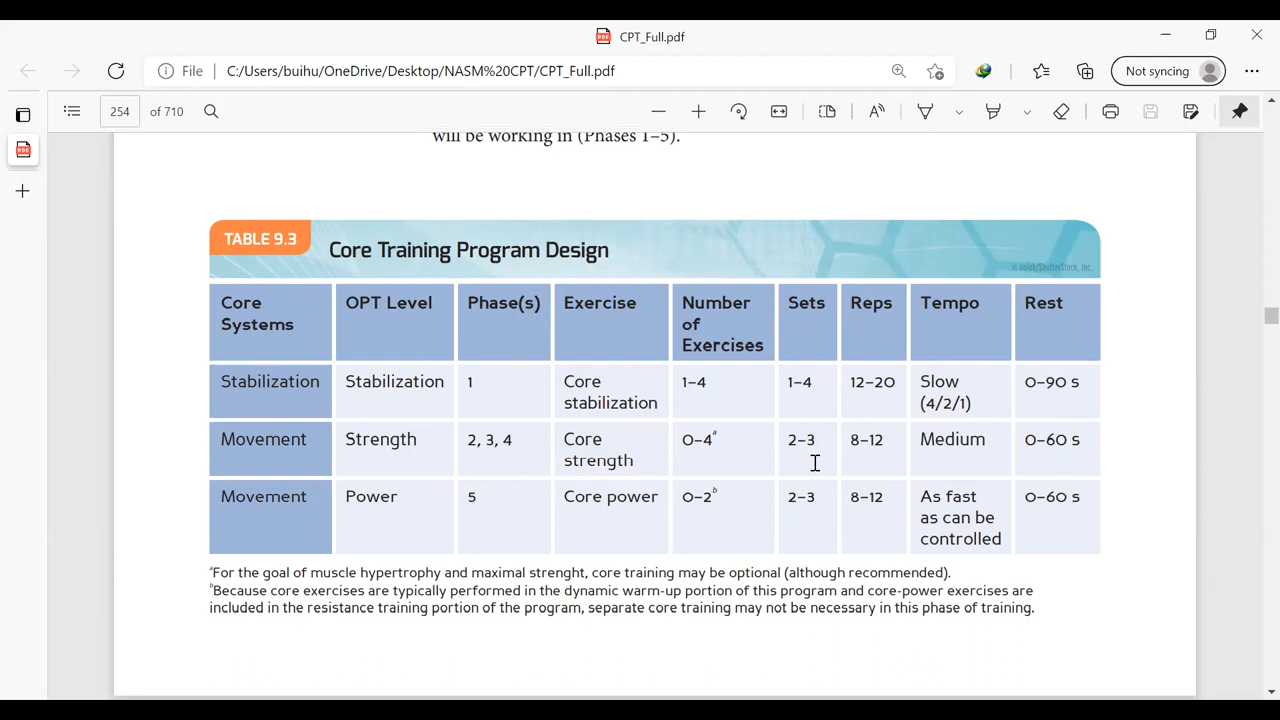 CPT_Full.pdf
File
C:/Users/buihu/OneDrive/Desktop/NASM%20CPT/CPT_Full.pdf
Not syncing
254 of 710
will be working in (Phases 1–5).
TABLE 9.3 Core Training Program Design
© ilolab/ShutterStock, Inc.
Core Systems OPT Level Phase(s) Exercise Number of Exercises Sets Reps Tempo Rest
Stabilization Stabilization 1 Core stabilization 1–4 1–4 12–20 Slow (4/2/1) 0–90 s
Movement Strength 2, 3, 4 Core strength 0–4a 2–3 8–12 Medium 0–60 s
Movement Power 5 Core power 0–2b 2–3 8–12 As fast as can be controlled 0–60 s
aFor the goal of muscle hypertrophy and maximal strenght, core training may be optional (although recommended).
bBecause core exercises are typically performed in the dynamic warm-up portion of this program and core-power exercises are
included in the resistance training portion of the program, separate core training may not be necessary in this phase of training.